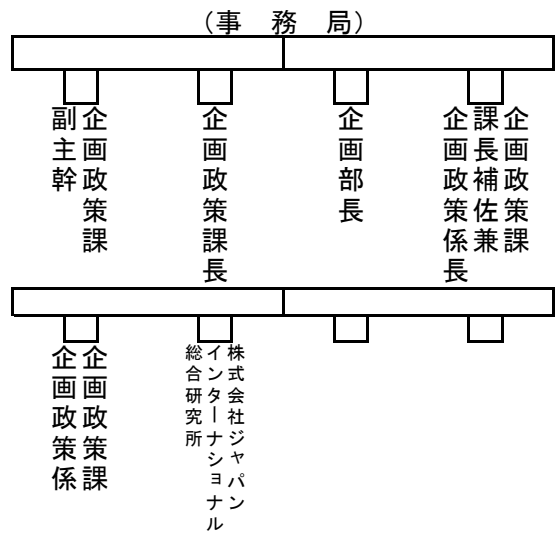 （事　務　局）
企画政策課
課長補佐兼
企画政策係長
企画部長
企画政策課長
企画政策課
副主幹
株式会社ジャパン
インターナショナル
総合研究所
企画政策課
企画政策係